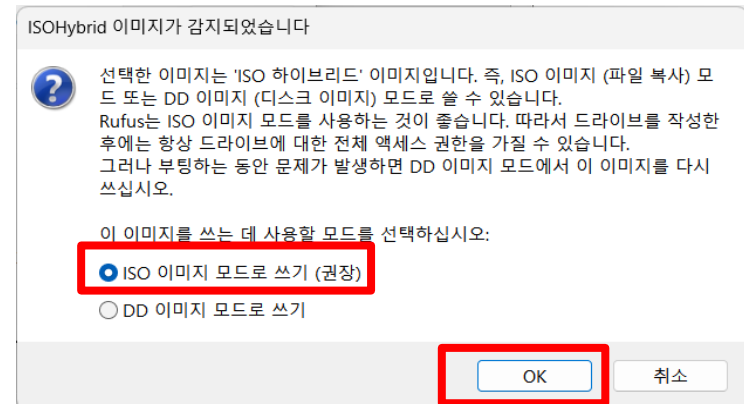 ISOHybrid 이미지가 감지되었습니다
선택한 이미지는 'ISO 하이브리드' 이미지입니다. 즉, ISO 이미지 (파일 복사) 모
드 또는 DD 이미지 (디스크 이미지) 모드로 쓸 수 있습니다.
Rufus는 ISO 이미지 모드를 사용하는 것이 좋습니다. 따라서 드라이브를 작성한
후에는 항상 드라이브에 대한 전체 액세스 권한을 가질 수 있습니다.
그러나 부팅하는 동안 문제가 발생하면 DD 이미지 모드에서 이 이미지를 다시
쓰십시오.
이 이미지를 쓰는 데 사용할 모드를 선택하십시오:
ISO 이미지 모드로 쓰기 (권장)
DD 이미지 모드로 쓰기
OK 취소